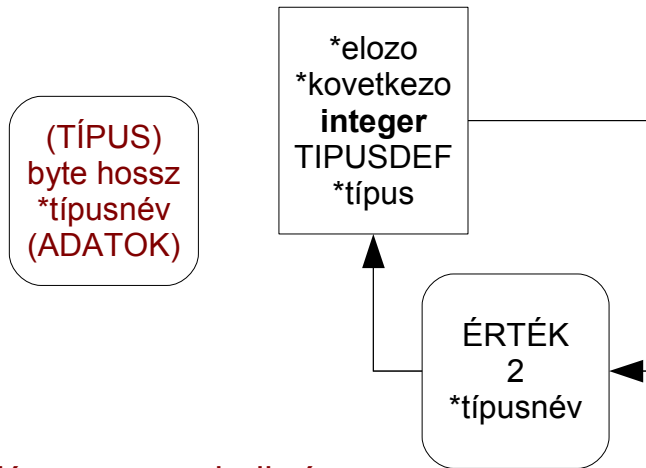 (TÍPUS)
byte hossz
*típusnév
(ADATOK)
*elozo
*kovetkezo
integer
TIPUSDEF
*típus
ÉRTÉK
2
*típusnév